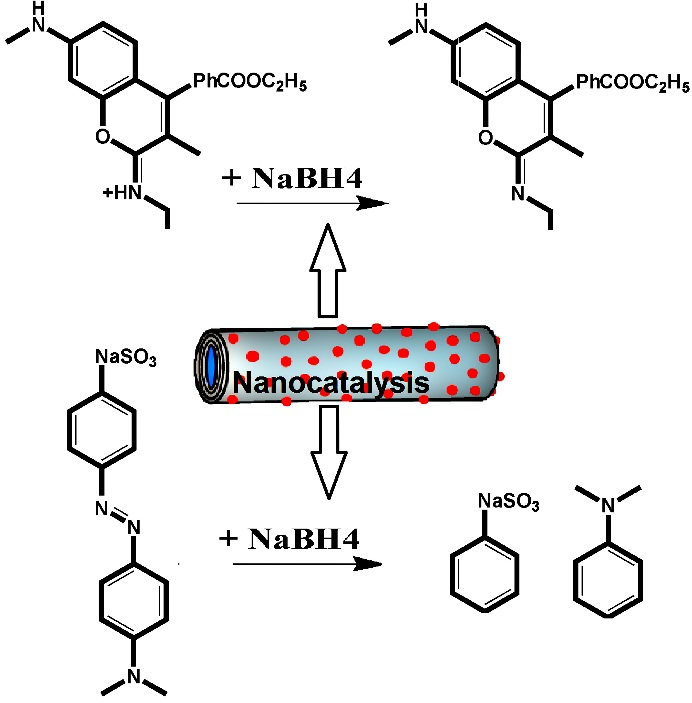 H
N
PhCOOC₂H₅
O
+HN
+ NaBH4
H
N
PhCOOC₂H₅
O
N
Nanocatalysis
NaSO₃
N
N
N
+ NaBH4
NaSO₃
N